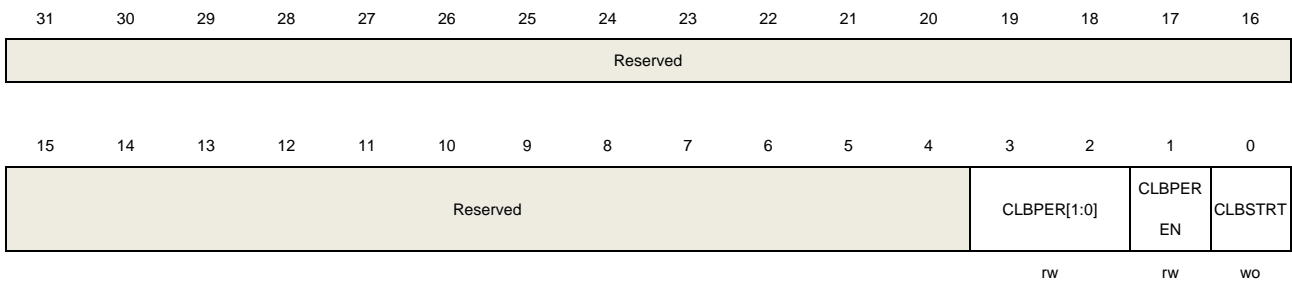 31 30 29 28 27 26 25 24 23 22 21 20 19 18 17 16
Reserved
15 14 13 12 11 10 9 8 7 6 5 4 3 2 1 0
Reserved CLBPER[1:0] CLBPER EN CLBSTRT
rw rw wo